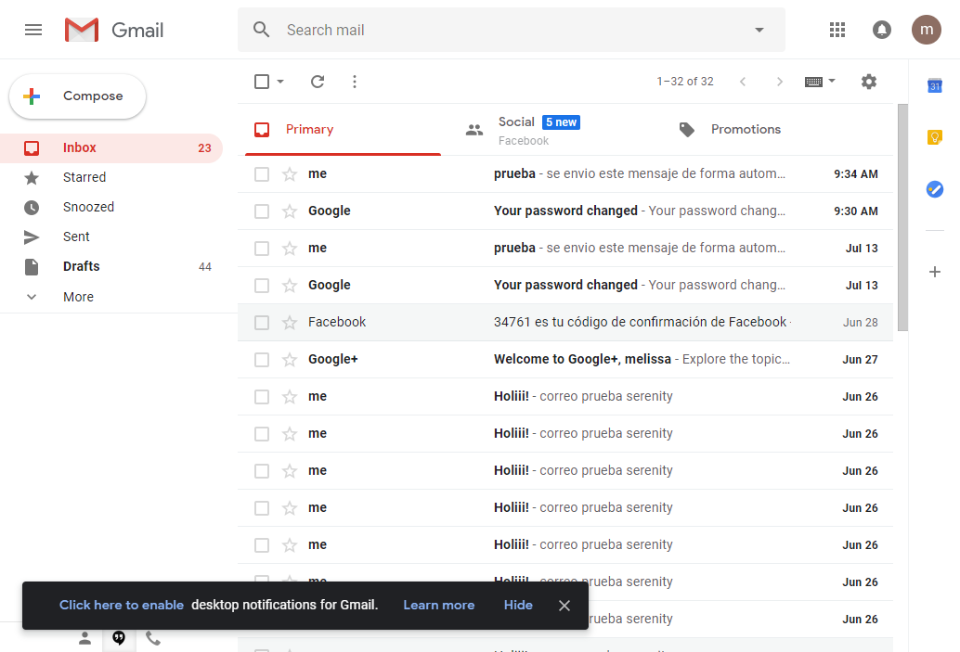 Gmail
Search mail
m
Compose
1–32 of 32
31
Primary
Social 5 new
Facebook
Promotions
Inbox 23
Starred
Snoozed
Sent
Drafts 44
More
me prueba - se envio este mensaje de forma autom... 9:34 AM
Google Your password changed - Your password chang... 9:30 AM
me prueba - se envio este mensaje de forma autom... Jul 13
Google Your password changed - Your password chang... Jul 13
Facebook 34761 es tu código de confirmación de Facebook - Jun 28
Google+ Welcome to Google+, melissa - Explore the topic... Jun 27
me Holiii! - correo prueba serenity Jun 26
me Holiii! - correo prueba serenity Jun 26
me Holiii! - correo prueba serenity Jun 26
me Holiii! - correo prueba serenity Jun 26
me Holiii! - correo prueba serenity Jun 26
me Holiii! - correo prueba serenity Jun 26
prueba serenity Jun 26
Click here to enable desktop notifications for Gmail. Learn more Hide